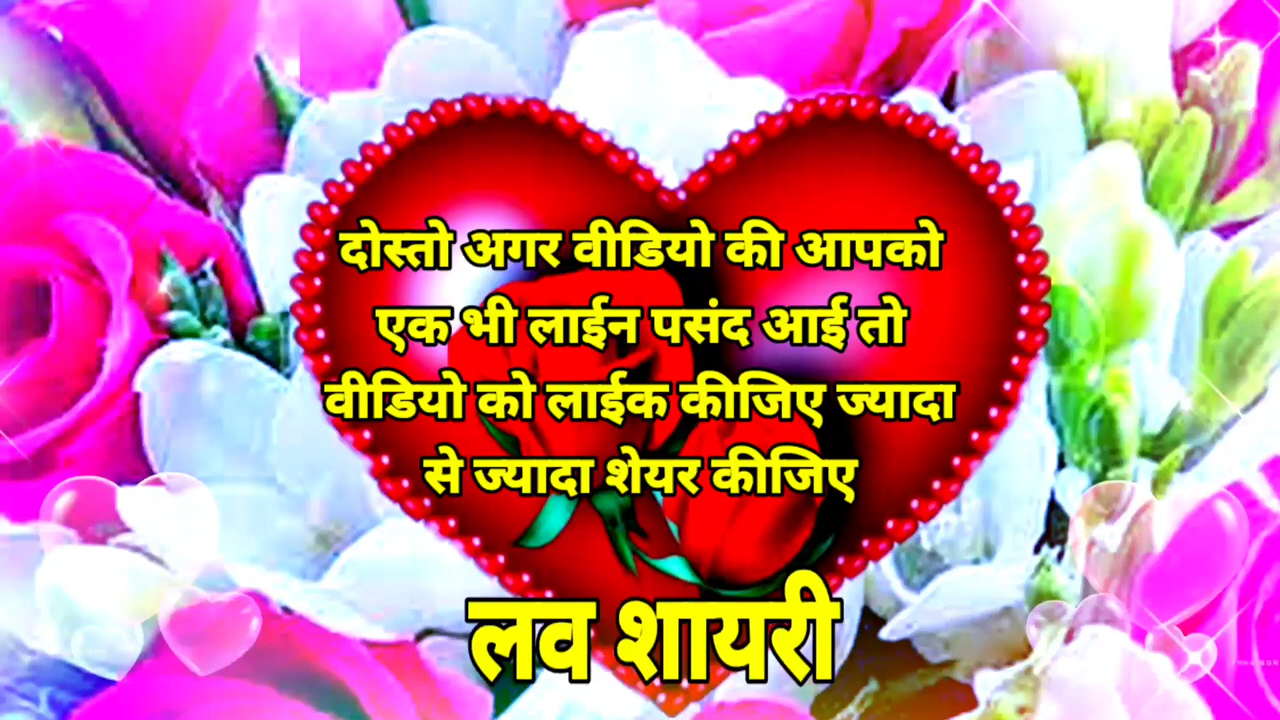 दोस्तो अगर वीडियो की आपको
एक भी लाईन पसंद आई तो
वीडियो को लाईक कीजिए ज्यादा
से ज्यादा शेयर कीजिए
लव शायरी